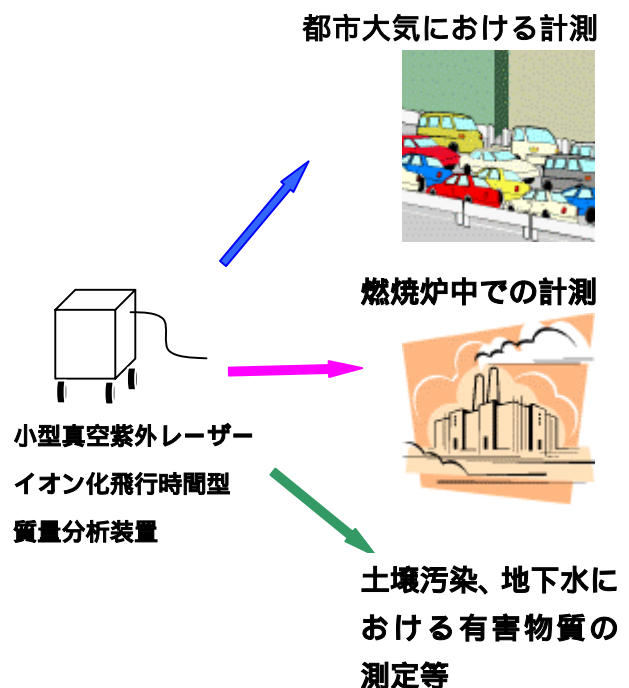 都市大気における計測
燃焼炉中での計測
小型真空紫外レーザー
イオン化飛行時間型
質量分析装置
土壌汚染、地下水に
おける有害物質の
測定等